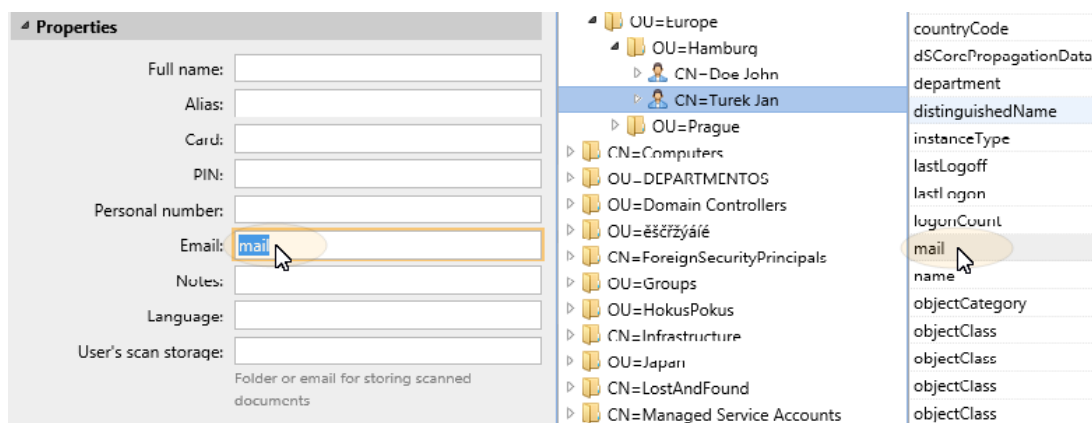 Properties
Full name:
Alias:
Card:
PIN:
Personal number:
Email: mail
Notes:
Language:
User's scan storage:
Folder or email for storing scanned
documents
OU=Europe
OU=Hamburg
CN=Doe John
CN=Turek Jan
OU=Prague
CN=Computers
OU=DEPARTMENTOS
OU=Domain Controllers
OU=ěščřžýáíé
CN=ForeignSecurityPrincipals
OU=Groups
OU=HokusPokus
CN=Infrastructure
OU=Japan
CN=LostAndFound
CN=Managed Service Accounts
countryCode
dSCorePropagationData
department
distinguishedName
instanceType
lastLogoff
lastLogon
logonCount
mail
name
objectCategory
objectClass
objectClass
objectClass
objectClass